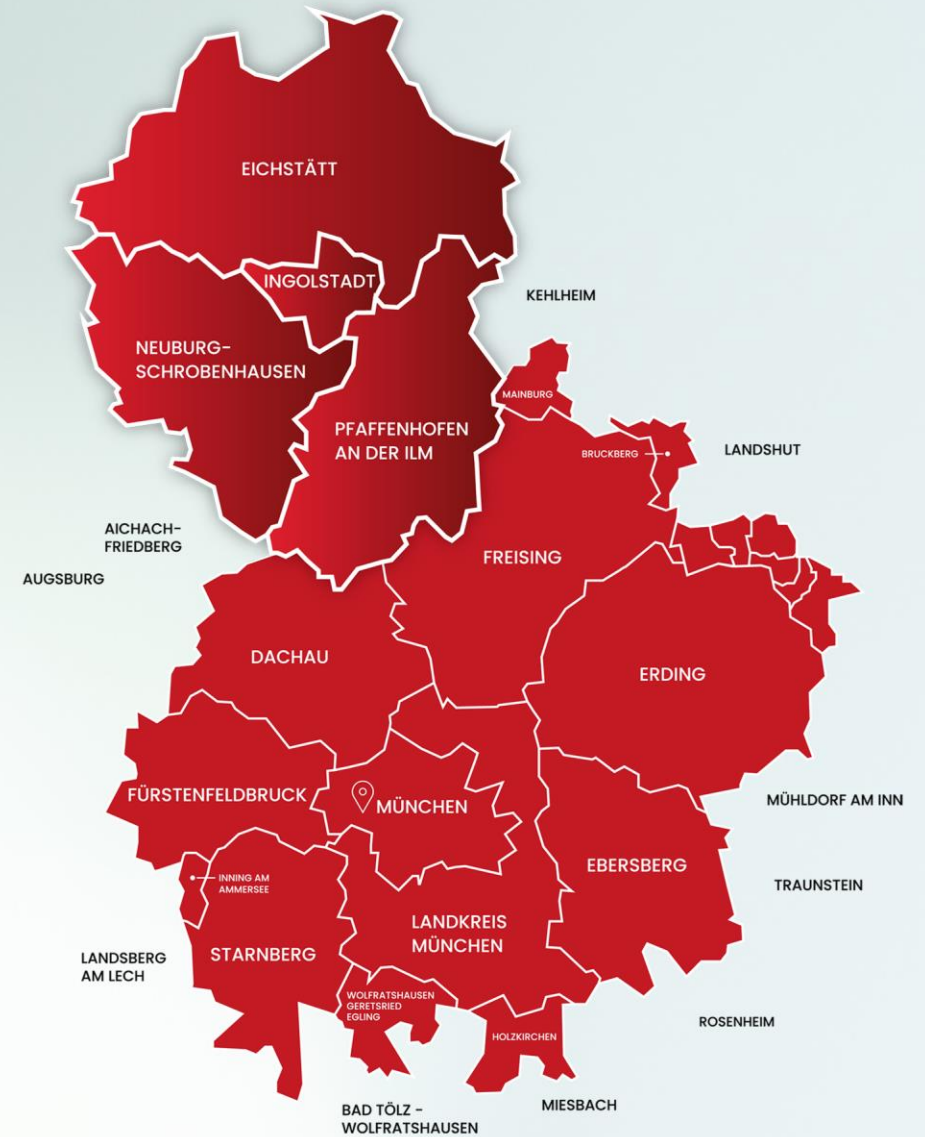 EICHSTÄTT
INGOLSTADT
KEHLHEIM
NEUBURG-
SCHROBENHAUSEN
MAINBURG
PFAFFENHOFEN
AN DER ILM
BRUCKBERG
LANDSHUT
AICHACH-
FRIEDBERG
FREISING
AUGSBURG
DACHAU
ERDING
FÜRSTENFELDBRUCK
MÜNCHEN
MÜHLDORF AM INN
EBERSBERG
INNING AM
AMMERSEE
TRAUNSTEIN
LANDKREIS
MÜNCHEN
STARNBERG
LANDSBERG
AM LECH
WOLFRATSHAUSEN
GERETSRIED
EGLING
ROSENHEIM
HOLZKIRCHEN
MIESBACH
BAD TÖLZ -
WOLFRATSHAUSEN